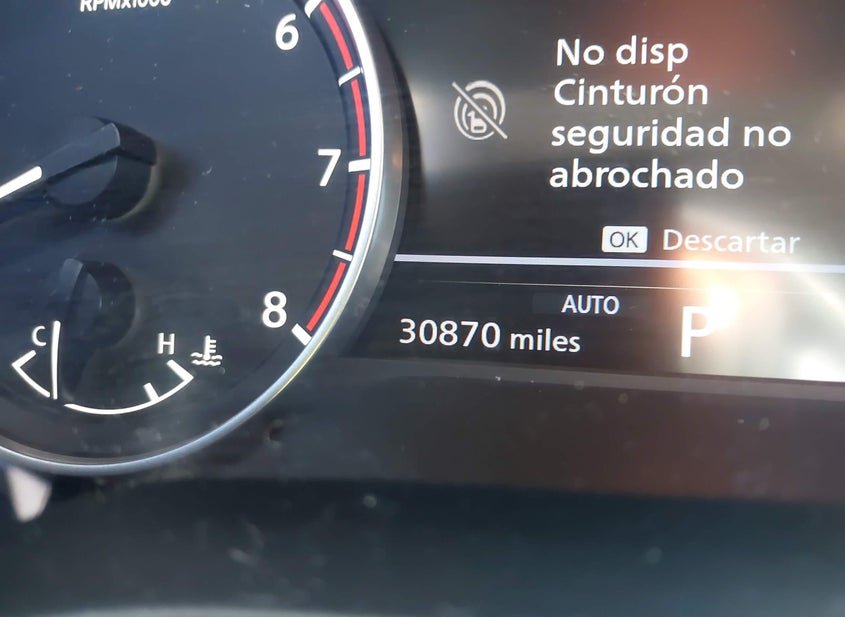 RPMx1000
6
7
8
C
H
No disp
Cinturón
seguridad no
abrochado
OK Descartar
AUTO
30870 miles
P